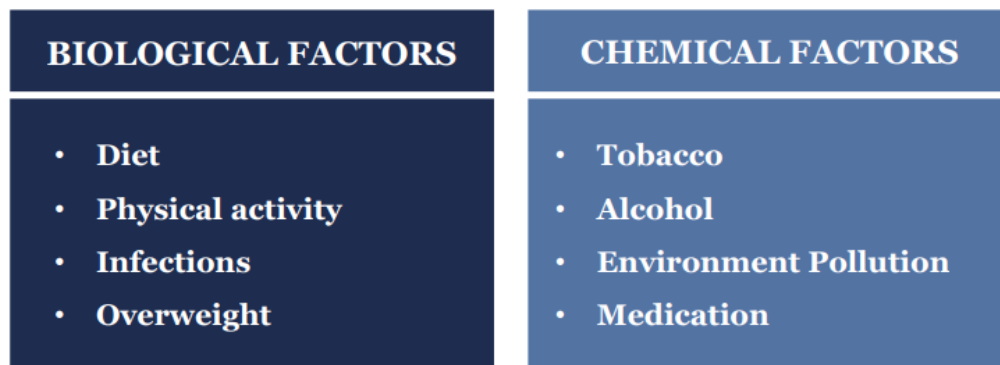 BIOLOGICAL FACTORS
• Diet
• Physical activity
• Infections
• Overweight
CHEMICAL FACTORS
• Tobacco
• Alcohol
• Environment Pollution
• Medication